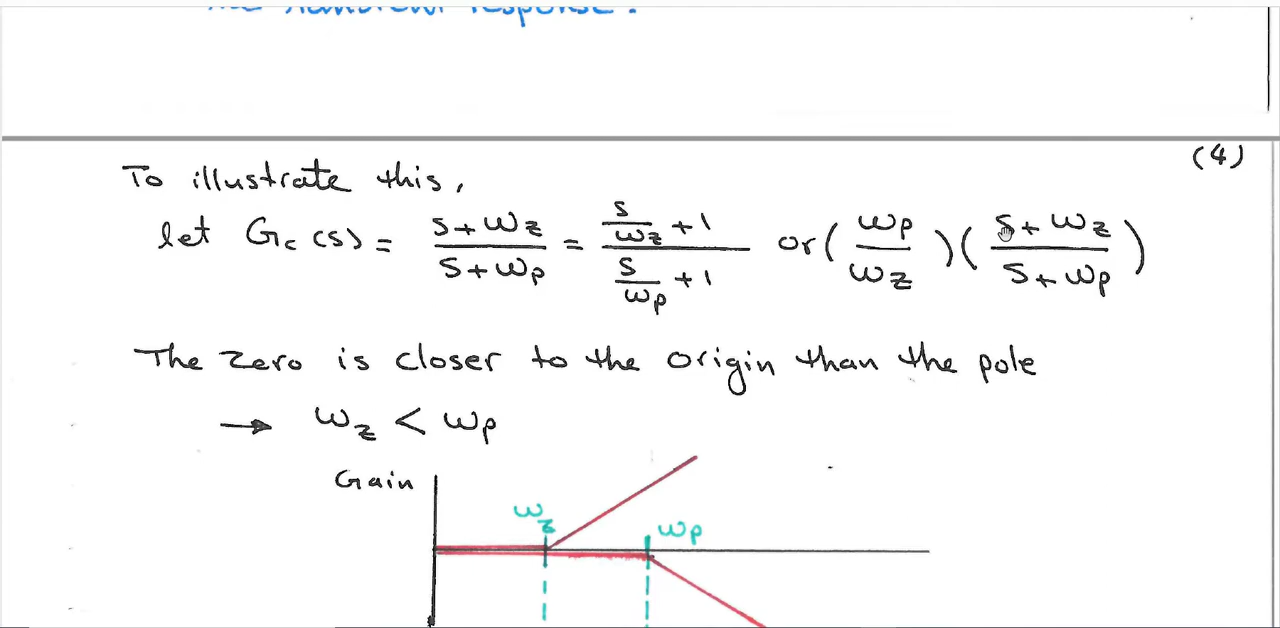 response.
(4)
To illustrate this,
let Gc(s) = (s+ωz)/(s+ωp) = (s/ωz +1)/(s/ωp +1) or (ωp/ωz)((s+ωz)/(s+ωp))
The zero is closer to the origin than the pole
→ ωz < ωp
Gain
ωz
ωp